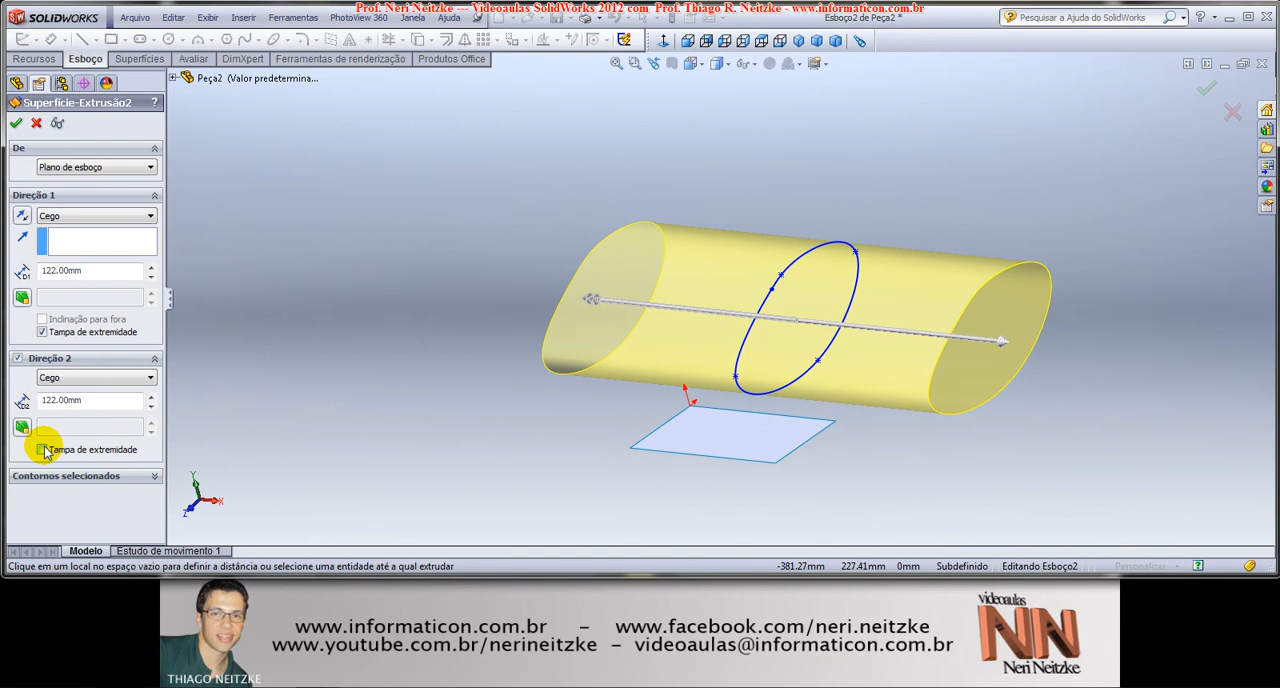 Prof. Neri Neitzke --- Videoaulas SolidWorks 2012 com Prof. Thiago R. Neitzke - www.informaticon.com.br
SOLIDWORKS
Arquivo Editar Exibir Inserir Ferramentas PhotoView 360 Janela Ajuda
Esboço2 de Peça2 *
Pesquisar a Ajuda do SolidWorks
Recursos Esboço Superfícies Avaliar DimXpert Ferramentas de renderização Produtos Office
Peça2 (Valor predetermina...
Superfície-Extrusão2 ?
De
Plano de esboço
Direção 1
Cego
D1 122.00mm
Inclinação para fora
Tampa de extremidade
Direção 2
Cego
D2 122.00mm
Tampa de extremidade
Contornos selecionados
Y
X
Z
Modelo Estudo de movimento 1
Clique em um local no espaço vazio para definir a distância ou selecione uma entidade até a qual extrudar
-381.27mm 227.41mm 0mm Subdefinido Editando Esboço2 Personalizar
www.informaticon.com.br - www.facebook.com/neri.neitzke
www.youtube.com.br/nerineitzke - videoaulas@informaticon.com.br
THIAGO NEITZKE
videoaulas
NN
Neri Neitzke